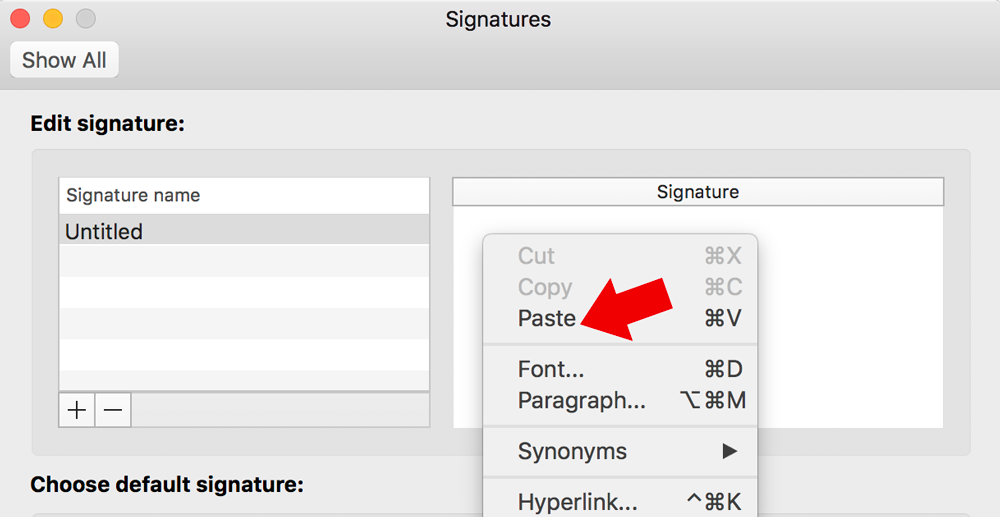 Signatures
Show All
Edit signature:
Signature name
Signature
Untitled
Cut ⌘X
Copy ⌘C
Paste ⌘V
Font... ⌘D
Paragraph... ⌥⌘M
Synonyms ▶
Hyperlink... ^⌘K
Choose default signature: